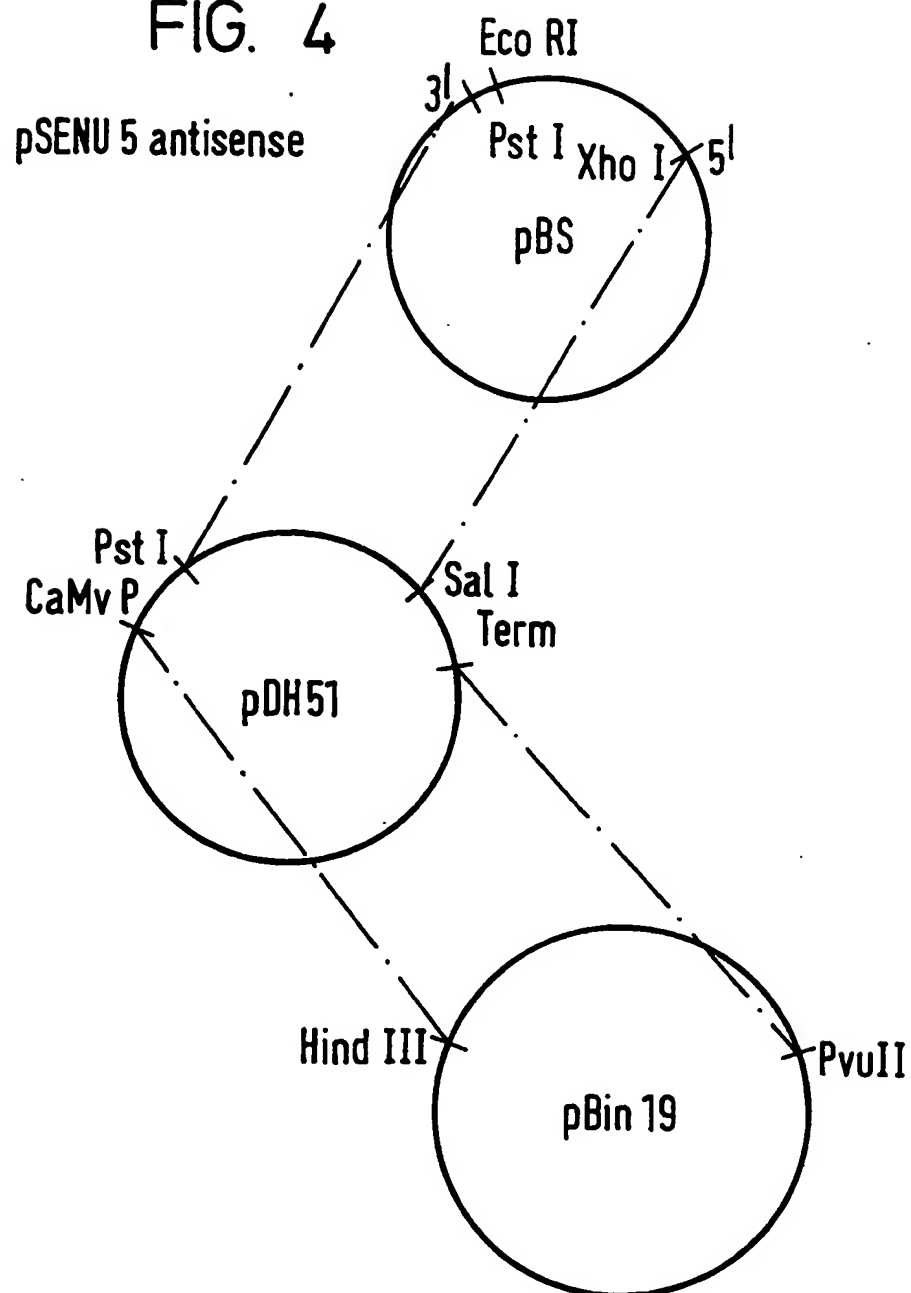 FIG. 4
pSENU 5 antisense
Eco RI
3'
Pst I
Xho I
5'
pBS
Pst I
CaMv P
Sal I
Term
pDH51
Hind III
PvuII
pBin 19